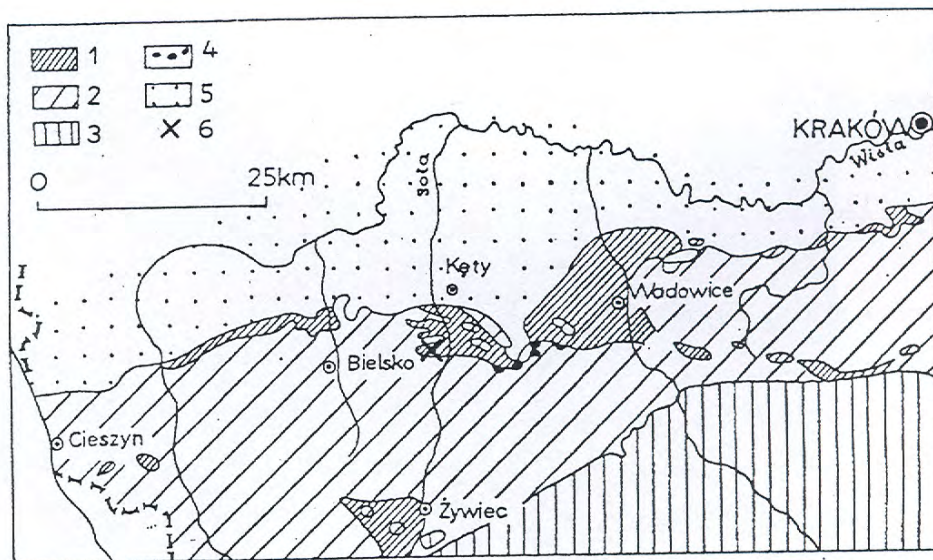 1 4
2 5
3 6
0 25km
KRAKÓW
Wisła
Soła
Kęty
Wadowice
Bielsko
Cieszyn
Żywiec